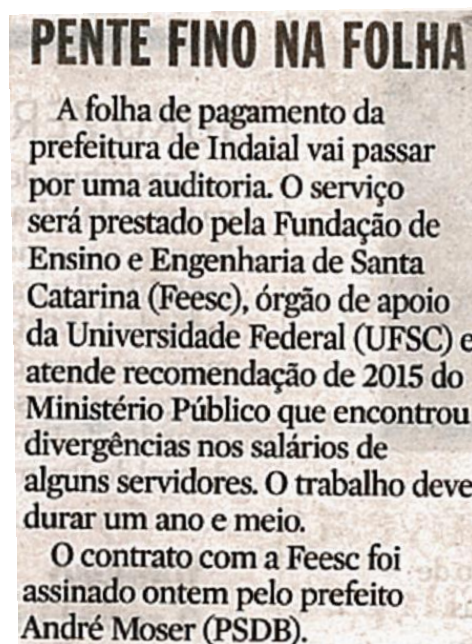 PENTE FINO NA FOLHA
A folha de pagamento da
prefeitura de Indaial vai passar
por uma auditoria. O serviço
será prestado pela Fundação de
Ensino e Engenharia de Santa
Catarina (Feesc), órgão de apoio
da Universidade Federal (UFSC) e
atende recomendação de 2015 do
Ministério Público que encontrou
divergências nos salários de
alguns servidores. O trabalho deve
durar um ano e meio.
O contrato com a Feesc foi
assinado ontem pelo prefeito
André Moser (PSDB).